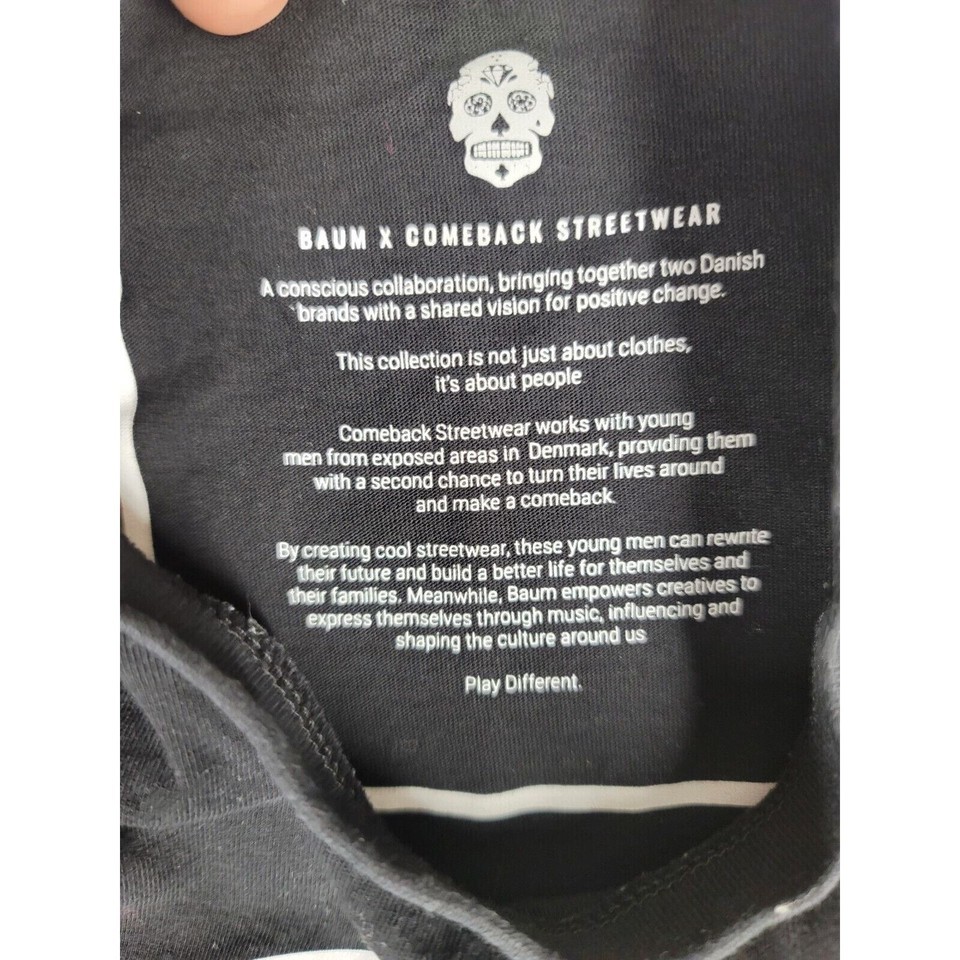 BAUM X COMEBACK STREETWEAR
A conscious collaboration, bringing together two Danish
brands with a shared vision for positive change.
This collection is not just about clothes,
it's about people
Comeback Streetwear works with young
men from exposed areas in Denmark, providing them
with a second chance to turn their lives around
and make a comeback.
By creating cool streetwear, these young men can rewrite
their future and build a better life for themselves and
their families. Meanwhile, Baum empowers creatives to
express themselves through music, influencing and
shaping the culture around us
Play Different.